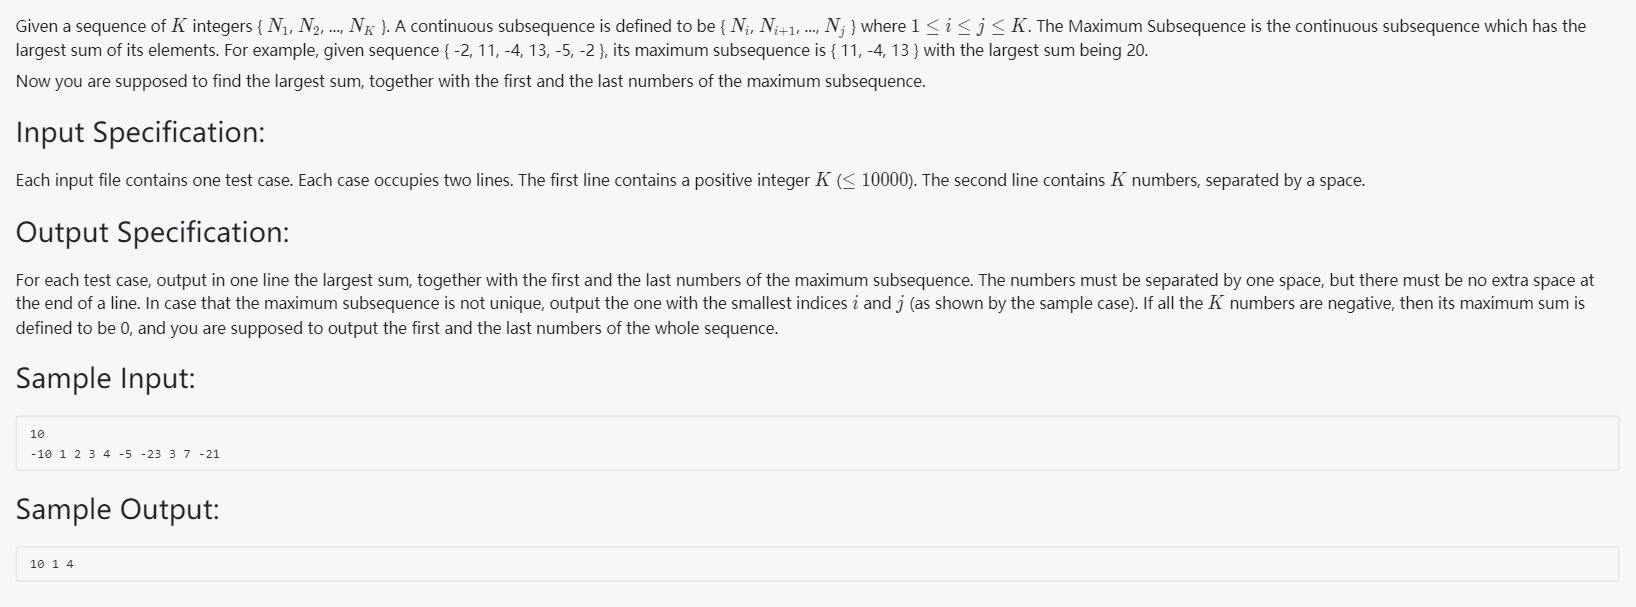 Given a sequence of K integers { N1, N2, ..., NK }. A continuous subsequence is defined to be { Ni, Ni+1, ..., Nj } where 1 ≤ i ≤ j ≤ K. The Maximum Subsequence is the continuous subsequence which has the
largest sum of its elements. For example, given sequence { -2, 11, -4, 13, -5, -2 }, its maximum subsequence is { 11, -4, 13 } with the largest sum being 20.
Now you are supposed to find the largest sum, together with the first and the last numbers of the maximum subsequence.
Input Specification:
Each input file contains one test case. Each case occupies two lines. The first line contains a positive integer K (≤ 10000). The second line contains K numbers, separated by a space.
Output Specification:
For each test case, output in one line the largest sum, together with the first and the last numbers of the maximum subsequence. The numbers must be separated by one space, but there must be no extra space at
the end of a line. In case that the maximum subsequence is not unique, output the one with the smallest indices i and j (as shown by the sample case). If all the K numbers are negative, then its maximum sum is
defined to be 0, and you are supposed to output the first and the last numbers of the whole sequence.
Sample Input:
10
-10 1 2 3 4 -5 -23 3 7 -21
Sample Output:
10 1 4